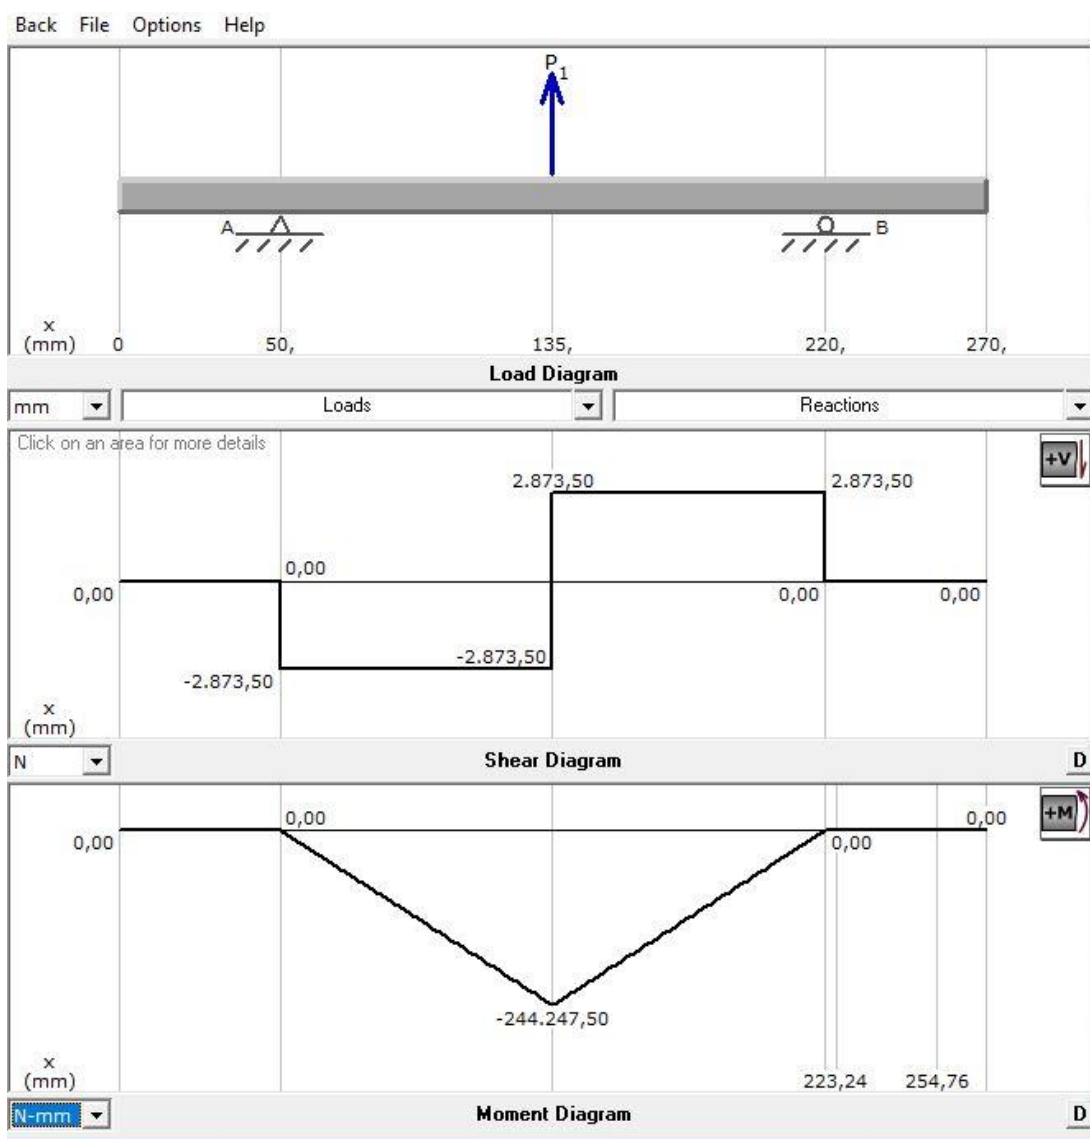 Back File Options Help
P1
A B
x
(mm) 0 50, 135, 220, 270,
Load Diagram
mm Loads Reactions
Click on an area for more details
+V
2.873,50 2.873,50
0,00
0,00 0,00 0,00
-2.873,50
-2.873,50
x
(mm)
N Shear Diagram D
+M
0,00 0,00
0,00 0,00
-244.247,50
x
(mm) 223,24 254,76
N-mm Moment Diagram D